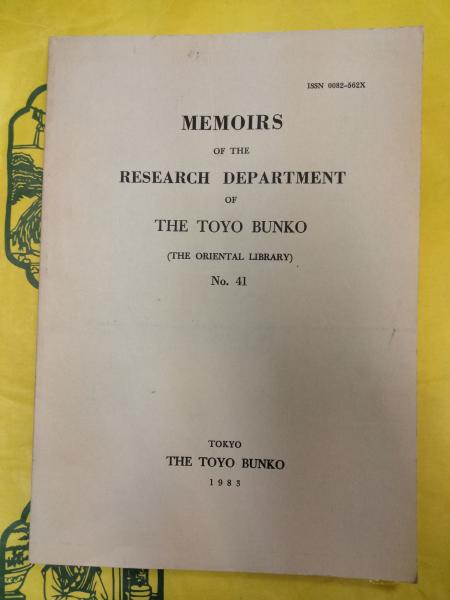 ISSN 0082-562X
MEMOIRS
OF THE
RESEARCH DEPARTMENT
OF
THE TOYO BUNKO
(THE ORIENTAL LIBRARY)
No. 41
TOKYO
THE TOYO BUNKO
1983